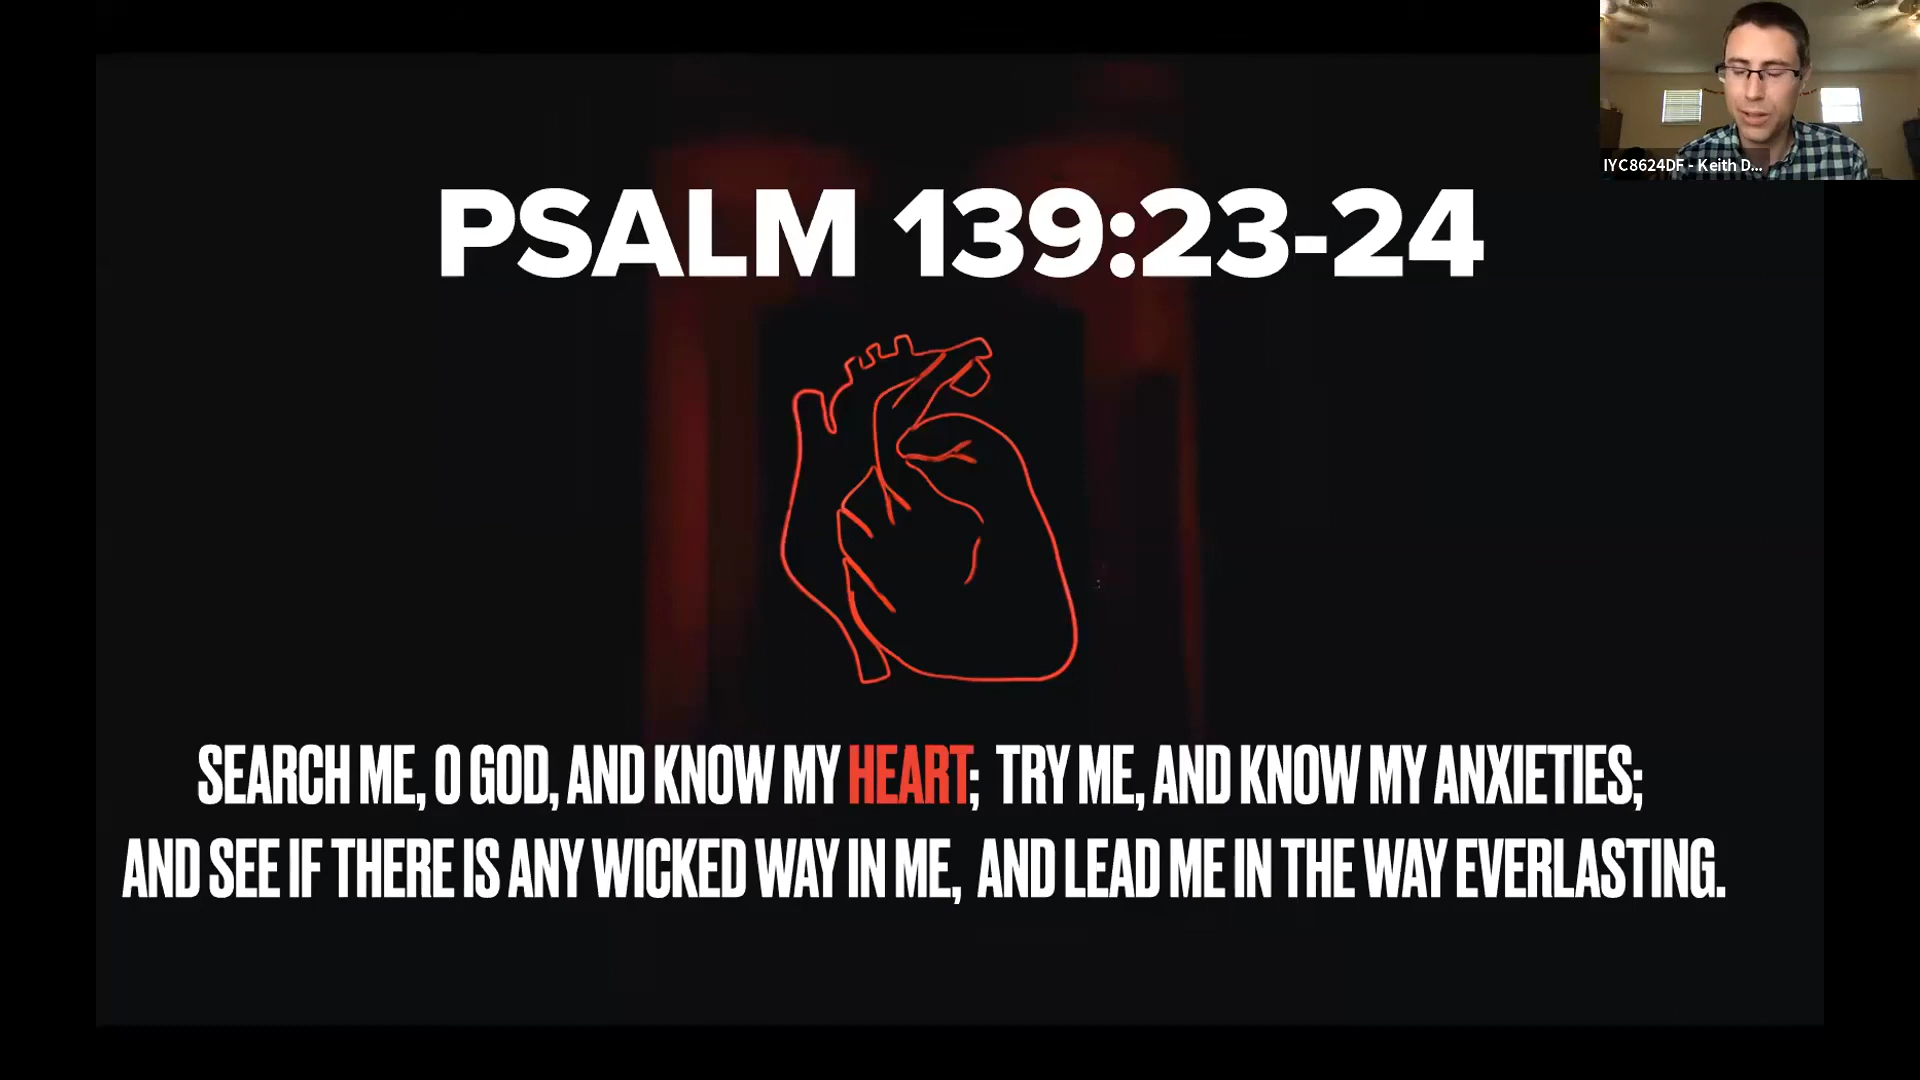 PSALM 139:23-24
IYC8624DF - Keith D...
SEARCH ME, O GOD, AND KNOW MY HEART; TRY ME, AND KNOW MY ANXIETIES;
AND SEE IF THERE IS ANY WICKED WAY IN ME, AND LEAD ME IN THE WAY EVERLASTING.